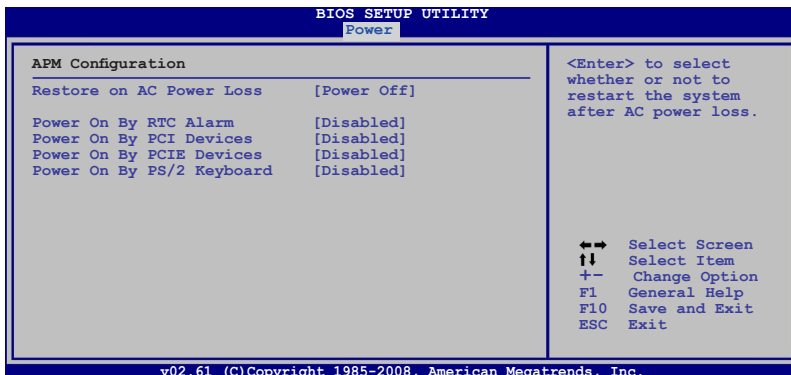 BIOS SETUP UTILITY
Power
APM Configuration
Restore on AC Power Loss [Power Off]
Power On By RTC Alarm [Disabled]
Power On By PCI Devices [Disabled]
Power On By PCIE Devices [Disabled]
Power On By PS/2 Keyboard [Disabled]
<Enter> to select
whether or not to
restart the system
after AC power loss.
←→ Select Screen
↑↓ Select Item
+- Change Option
F1 General Help
F10 Save and Exit
ESC Exit
v02.61 (C)Copyright 1985-2008, American Megatrends, Inc.